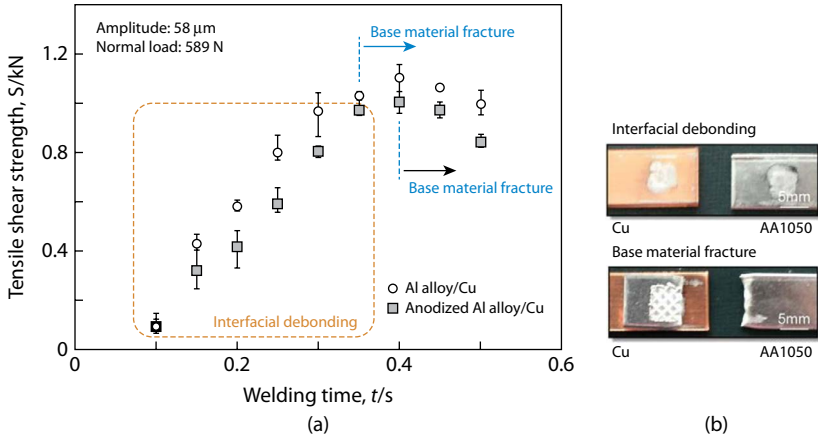 Amplitude: 58 µm
Normal load: 589 N
Base material fracture
Base material fracture
Interfacial debonding
Al alloy/Cu
Anodized Al alloy/Cu
Tensile shear strength, S/kN
1.2
0.8
0.4
0
0
0.2
0.4
0.6
Welding time, t/s
(a)
Interfacial debonding
5mm
Cu AA1050
Base material fracture
5mm
Cu AA1050
(b)